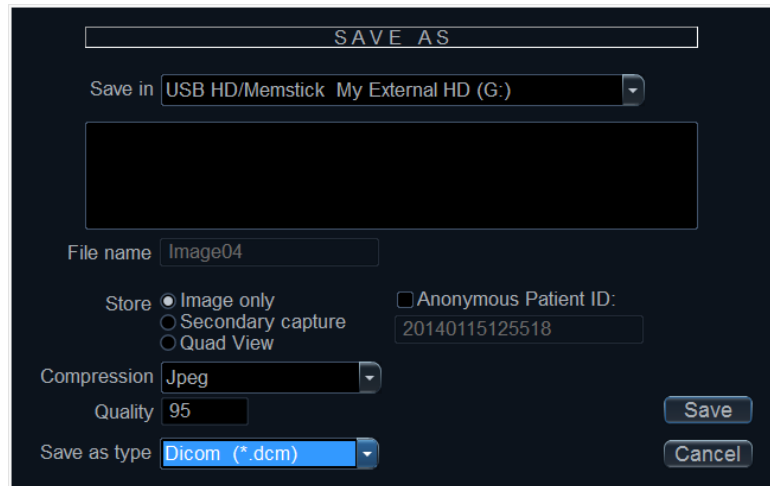 SAVE AS
Save in USB HD/Memstick My External HD (G:)
File name Image04
Store Image only Anonymous Patient ID:
Secondary capture 20140115125518
Quad View
Compression Jpeg
Quality 95 Save
Save as type Dicom (*.dcm) Cancel